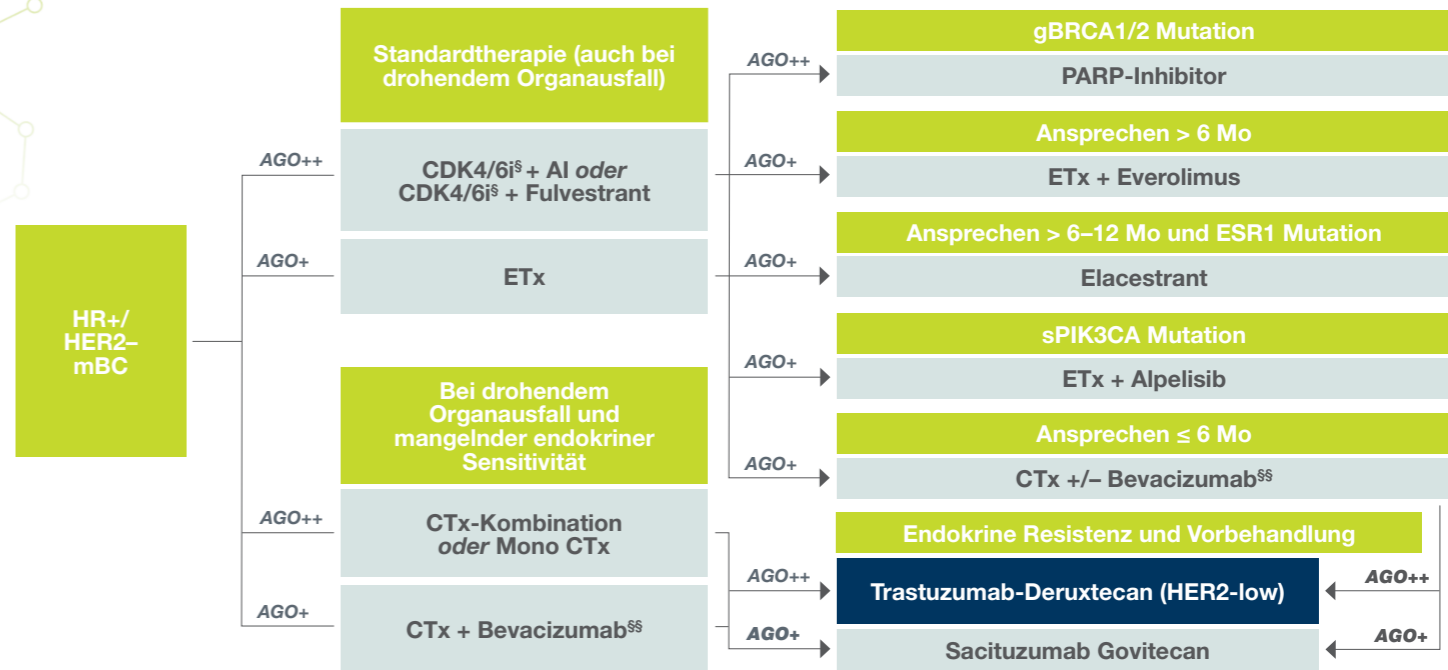 HR+/
HER2–
mBC
AGO++
AGO+
AGO++
AGO+
Standardtherapie (auch bei
drohendem Organausfall)
CDK4/6i§ + AI oder
CDK4/6i§ + Fulvestrant
ETx
Bei drohendem
Organausfall und
mangelnder endokriner
Sensitivität
CTx-Kombination
oder Mono CTx
CTx + Bevacizumab§§
AGO++
gBRCA1/2 Mutation
PARP-Inhibitor
AGO+
Ansprechen > 6 Mo
ETx + Everolimus
AGO+
Ansprechen > 6–12 Mo und ESR1 Mutation
Elacestrant
AGO+
sPIK3CA Mutation
ETx + Alpelisib
AGO+
Ansprechen ≤ 6 Mo
CTx +/– Bevacizumab§§
Endokrine Resistenz und Vorbehandlung
AGO++
Trastuzumab-Deruxtecan (HER2-low)
AGO++
AGO+
Sacituzumab Govitecan
AGO+